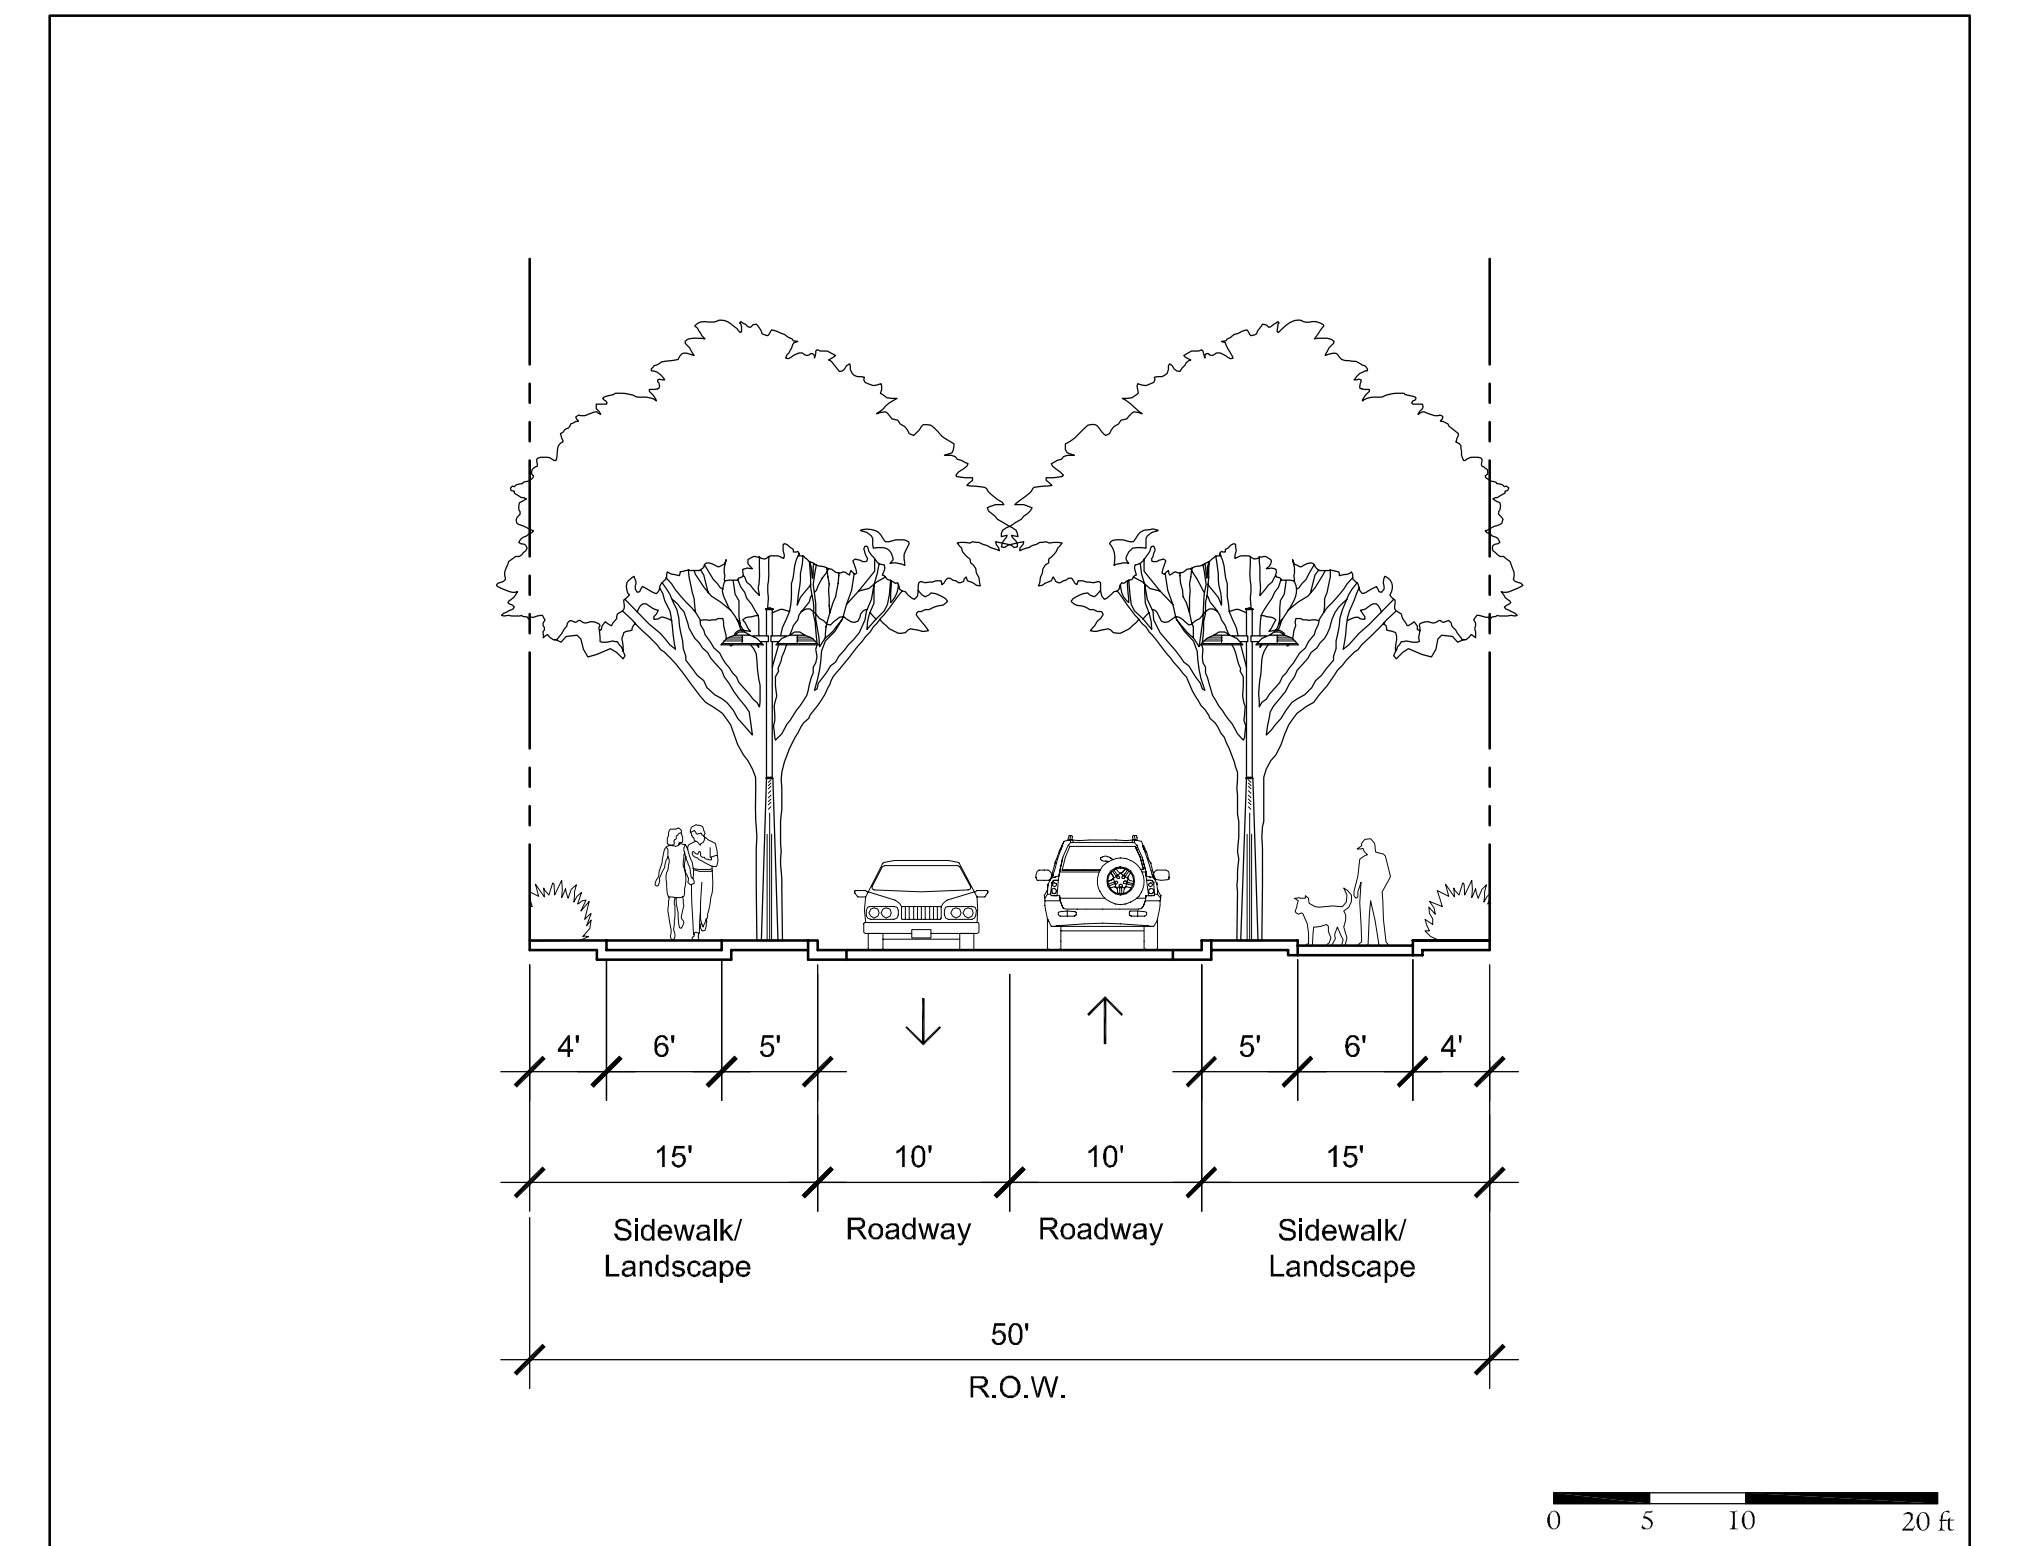 4' 6' 5' 5' 6' 4'
15' 10' 10' 15'
Sidewalk/ Roadway Roadway Sidewalk/
Landscape Landscape
50'
R.O.W.
0 5 10 20 ft